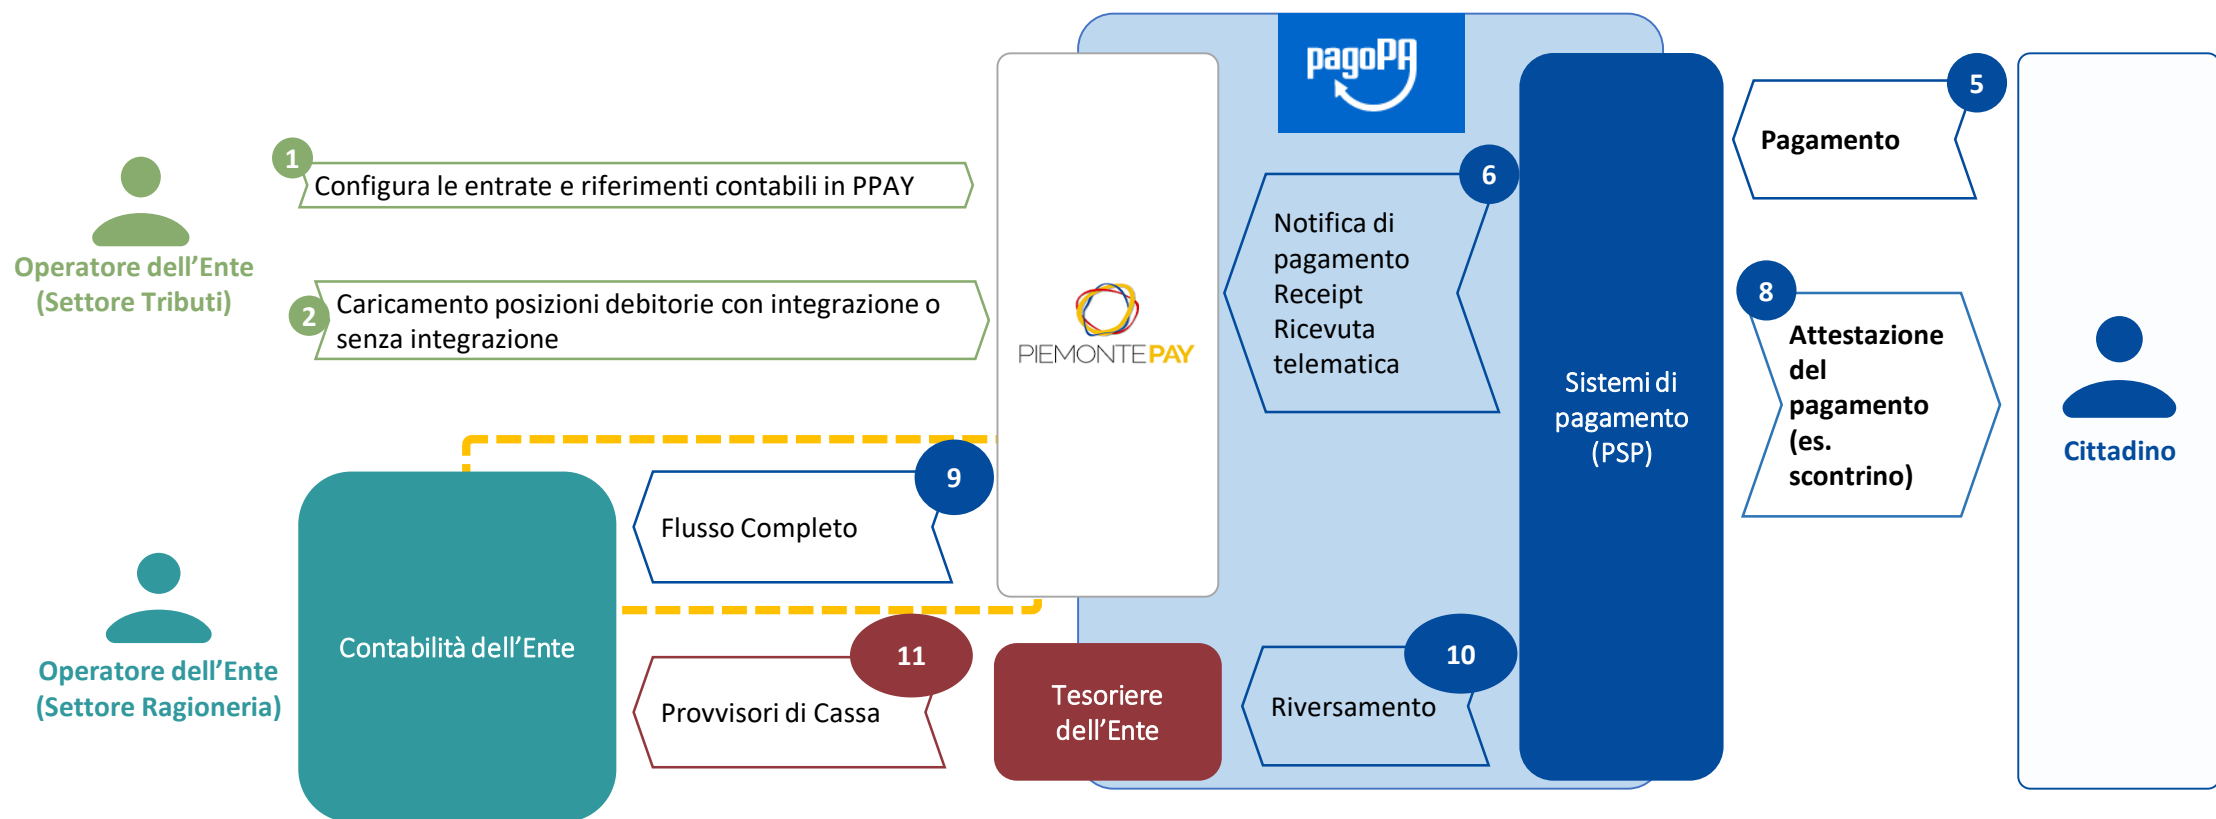 pagoPA
1
Configura le entrate e riferimenti contabili in PPAY
Operatore dell’Ente
(Settore Tributi)
2
Caricamento posizioni debitorie con integrazione o
senza integrazione
PIEMONTEPAY
6
Notifica di
pagamento
Receipt
Ricevuta
telematica
Sistemi di
pagamento
(PSP)
5
Pagamento
8
Attestazione
del
pagamento
(es.
scontrino)
Cittadino
9
Flusso Completo
Contabilità dell’Ente
Operatore dell’Ente
(Settore Ragioneria)
11
Provvisori di Cassa
Tesoriere
dell’Ente
10
Riversamento